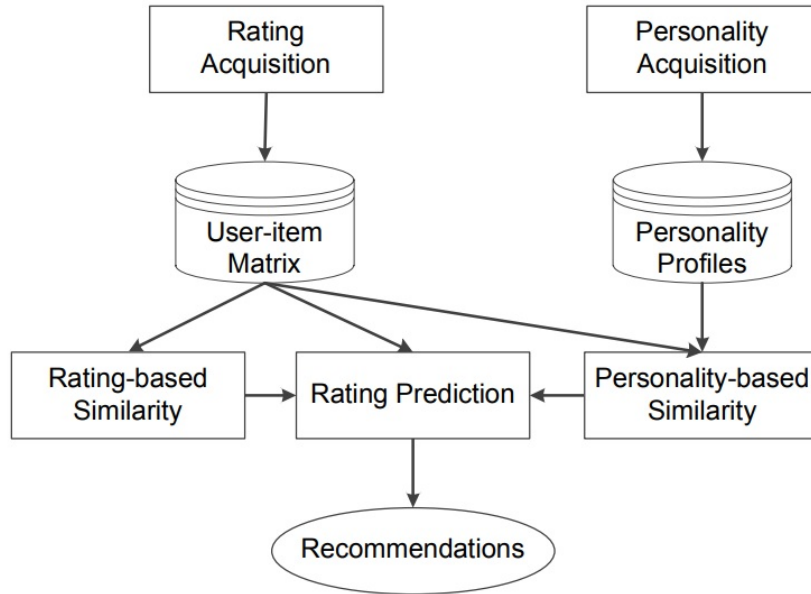 Rating
Acquisition
Personality
Acquisition
User-item
Matrix
Personality
Profiles
Rating-based
Similarity
Rating Prediction
Personality-based
Similarity
Recommendations